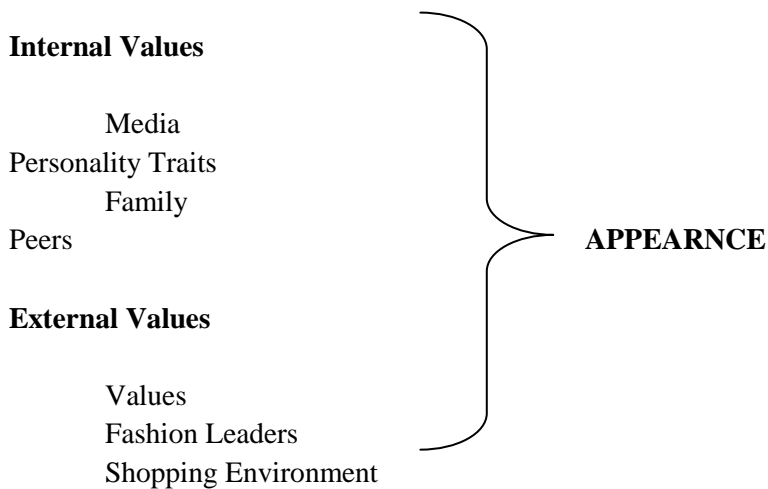 Internal Values
Media
Personality Traits
Family
Peers
APPEARNCE
External Values
Values
Fashion Leaders
Shopping Environment